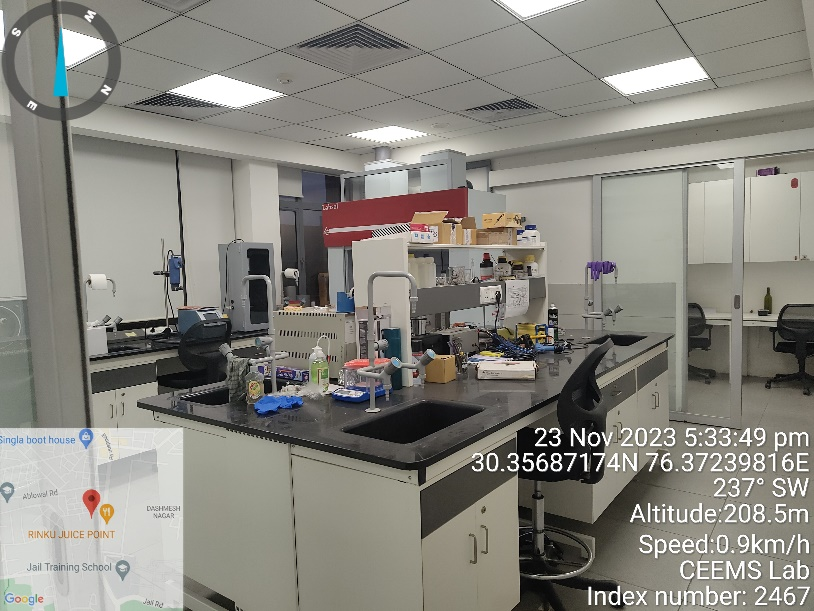 W
S
N
E
23 Nov 2023 5:33:49 pm
30.35687174N 76.37239816E
237° SW
Altitude:208.5m
Speed:0.9km/h
CEEMS Lab
Index number: 2467
Singla boot house
Ablowal Rd
DASHMESH
NAGAR
RINKU JUICE POINT
Jail Training School
Jail Rd
Google